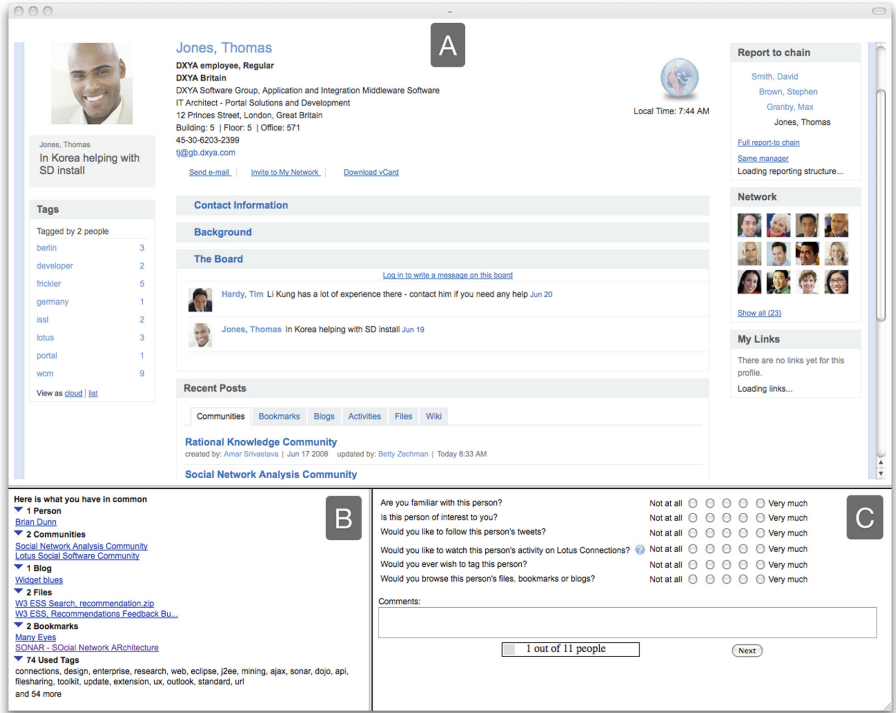 A
Jones, Thomas
DXYA employee, Regular
DXYA Britain
DXYA Software Group, Application and Integration Middleware Software
IT Architect - Portal Solutions and Development
12 Princes Street, London, Great Britain
Building: 5 | Floor: 5 | Office: 571
45-30-6203-2399
tj@gb.dxya.com
Send e-mail | Invite to My Network | Download vCard
Local Time: 7:44 AM
Jones, Thomas
In Korea helping with
SD install
Tags
Tagged by 2 people
berlin 3
developer 2
frickler 5
germany 1
issl 2
lotus 3
portal 1
wcm 9
View as cloud | list
Contact Information
Background
The Board
Log in to write a message on this board
Hardy, Tim Li Kung has a lot of experience there - contact him if you need any help Jun 20
Jones, Thomas In Korea helping with SD install Jun 19
Recent Posts
Communities Bookmarks Blogs Activities Files Wiki
Rational Knowledge Community
created by: Amar Srivastava | Jun 17 2008 updated by: Betty Zechman | Today 8:33 AM
Social Network Analysis Community
Report to chain
Smith, David
Brown, Stephen
Granby, Max
Jones, Thomas
Full report-to chain
Same manager
Loading reporting structure...
Network
Show all (23)
My Links
There are no links yet for this
profile.
Loading links...
B
Here is what you have in common
1 Person
Brian Dunn
2 Communities
Social Network Analysis Community
Lotus Social Software Community
1 Blog
Widget blues
2 Files
W3 ESS Search, recommendation.zip
W3 ESS, Recommendations Feedback Bu...
2 Bookmarks
Many Eyes
SONAR - SOcial Network ARchitecture
74 Used Tags
connections, design, enterprise, research, web, eclipse, j2ee, mining, ajax, sonar, dojo, api,
filesharing, toolkit, update, extension, ux, outlook, standard, url
and 54 more
C
Are you familiar with this person? Not at all Very much
Is this person of interest to you? Not at all Very much
Would you like to follow this person's tweets? Not at all Very much
Would you like to watch this person's activity on Lotus Connections? ? Not at all Very much
Would you ever wish to tag this person? Not at all Very much
Would you browse this person's files, bookmarks or blogs? Not at all Very much
Comments:
1 out of 11 people
Next